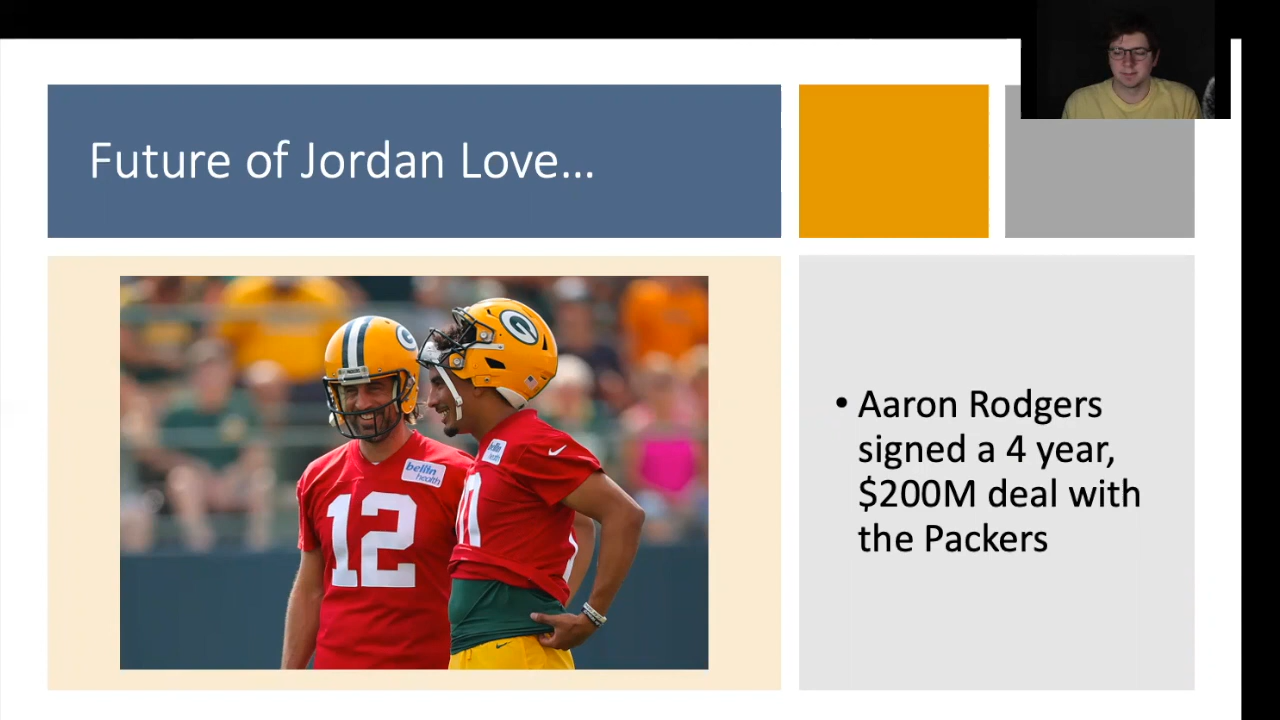 Future of Jordan Love...
G
G
bellin
health
bellin
health
12
• Aaron Rodgers
signed a 4 year,
$200M deal with
the Packers